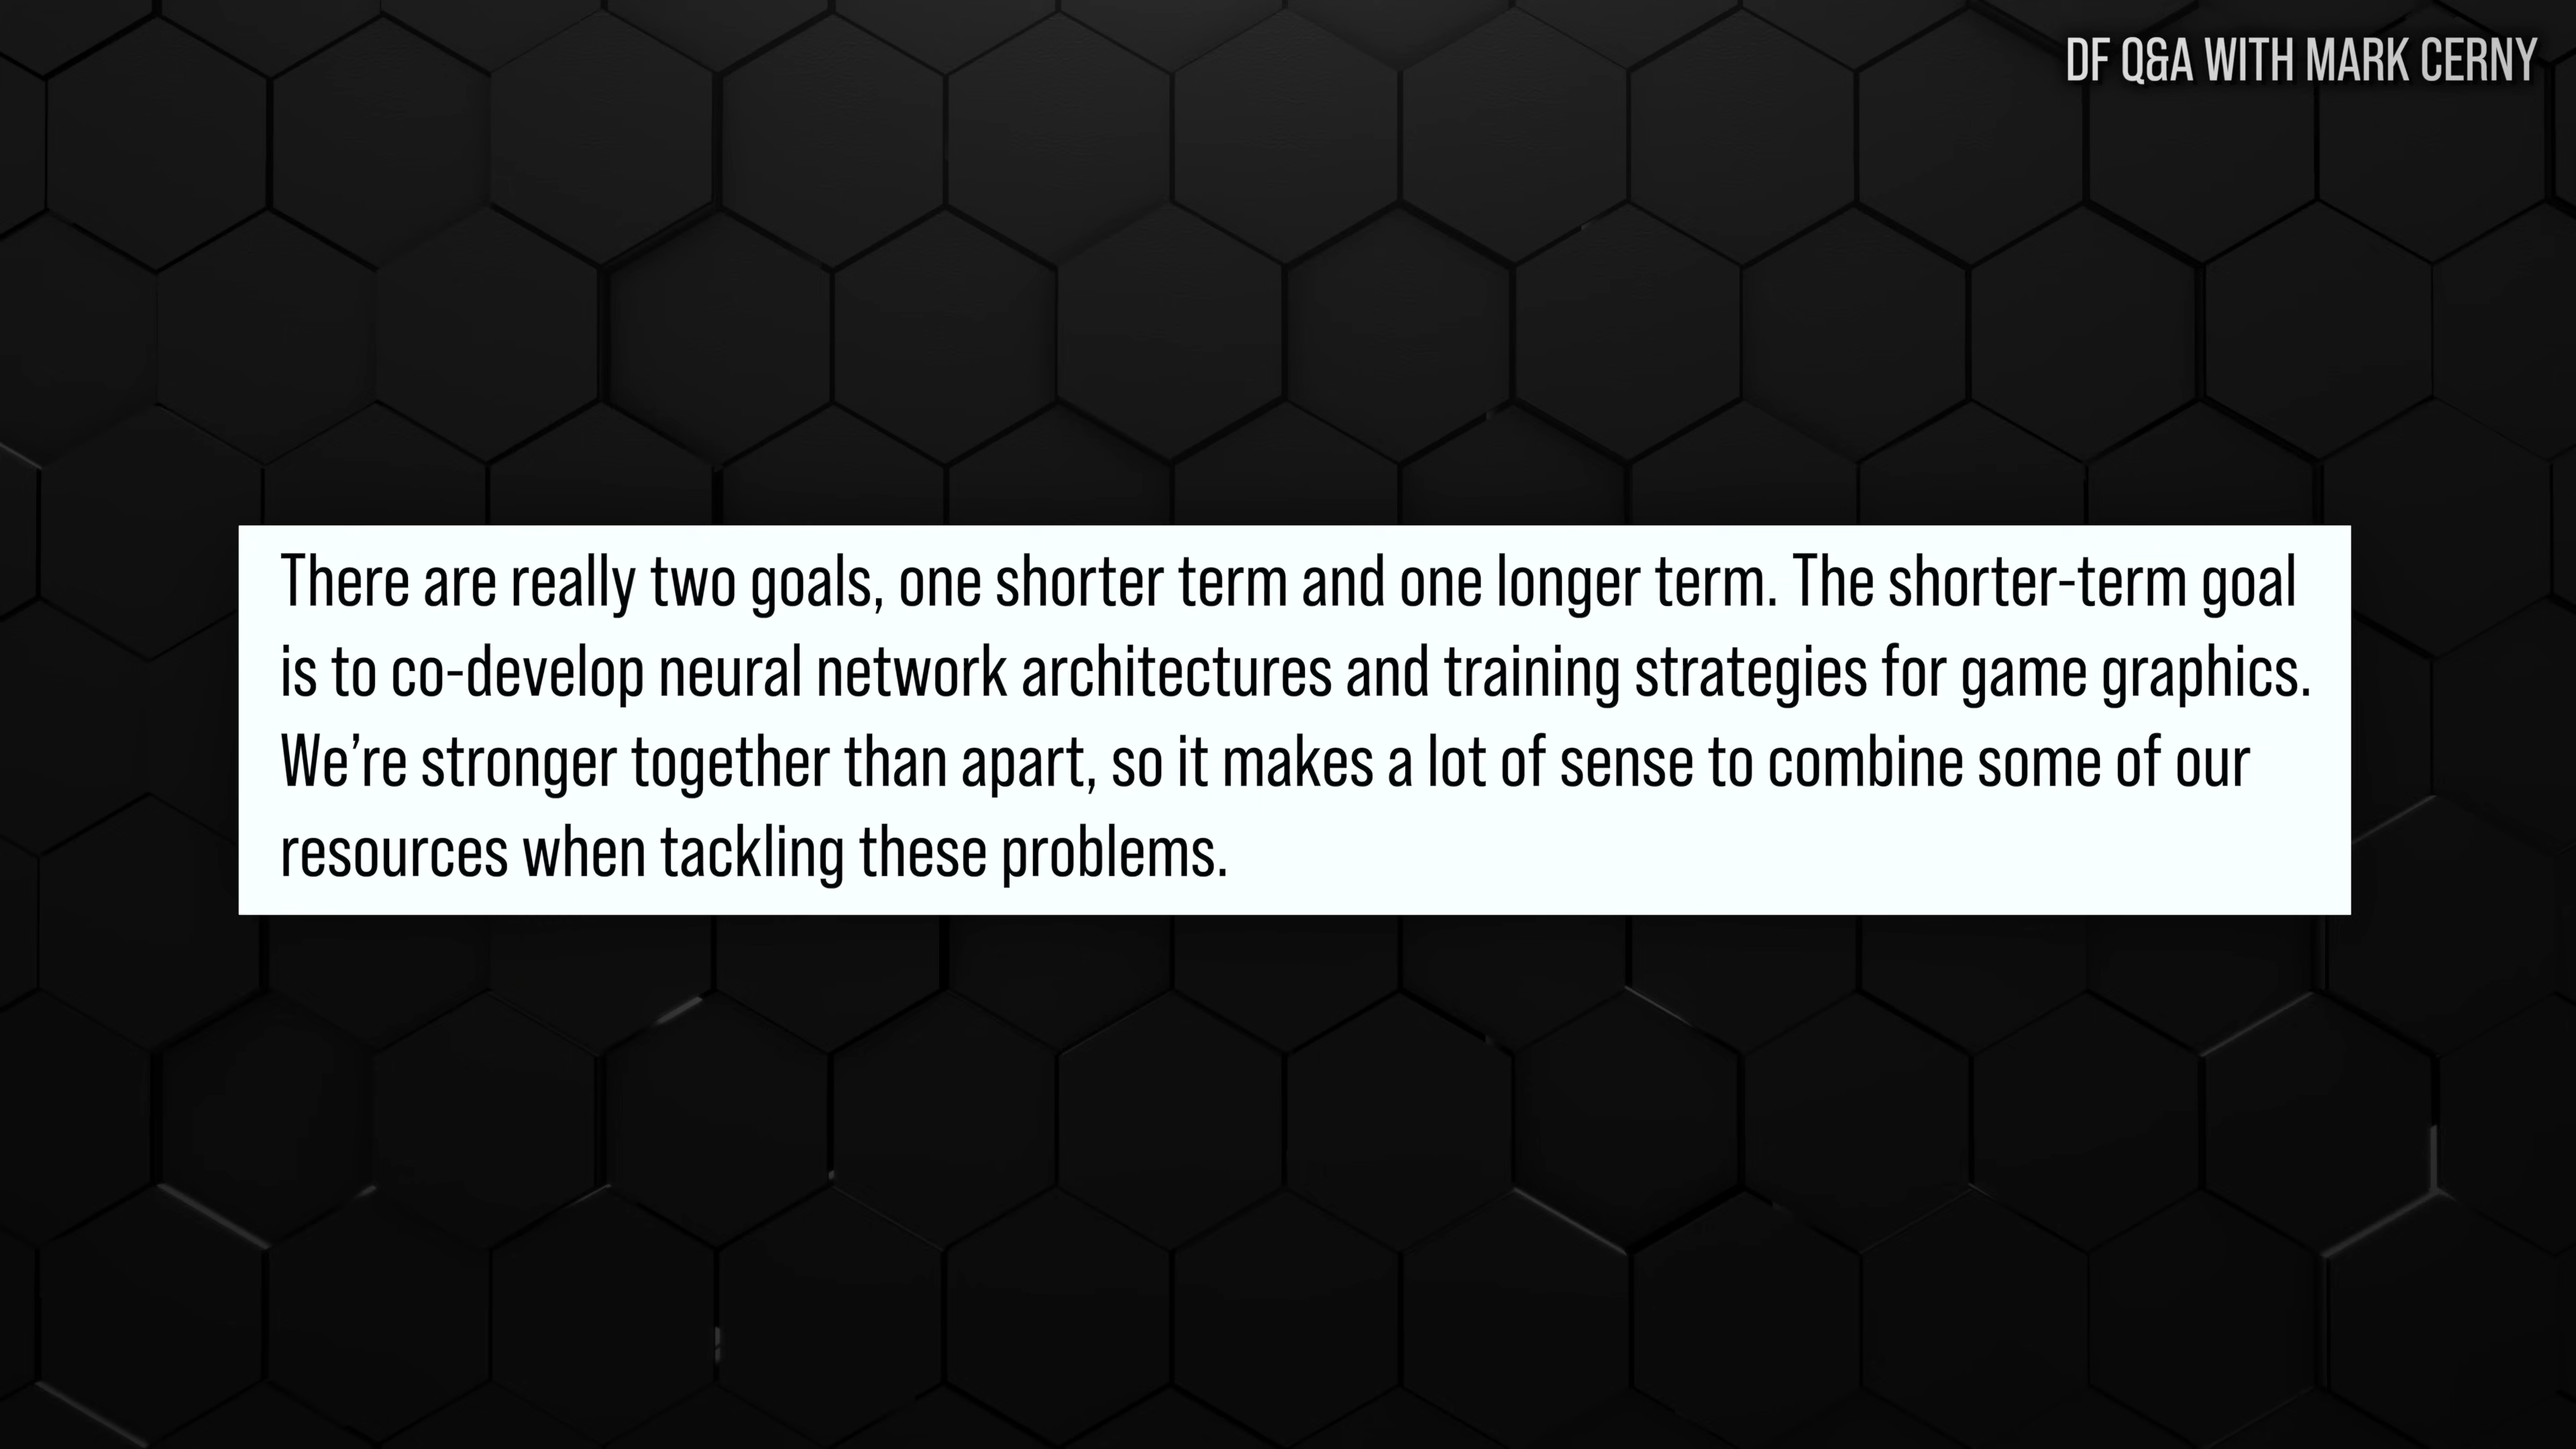 DF Q&A WITH MARK CERNY
There are really two goals, one shorter term and one longer term. The shorter-term goal
is to co-develop neural network architectures and training strategies for game graphics.
We’re stronger together than apart, so it makes a lot of sense to combine some of our
resources when tackling these problems.